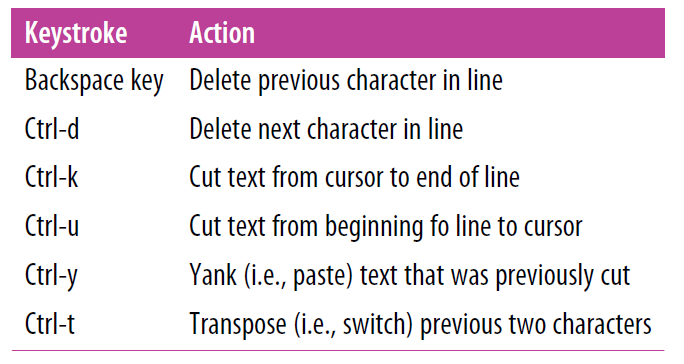 Keystroke Action
Backspace key Delete previous character in line
Ctrl-d Delete next character in line
Ctrl-k Cut text from cursor to end of line
Ctrl-u Cut text from beginning fo line to cursor
Ctrl-y Yank (i.e., paste) text that was previously cut
Ctrl-t Transpose (i.e., switch) previous two characters